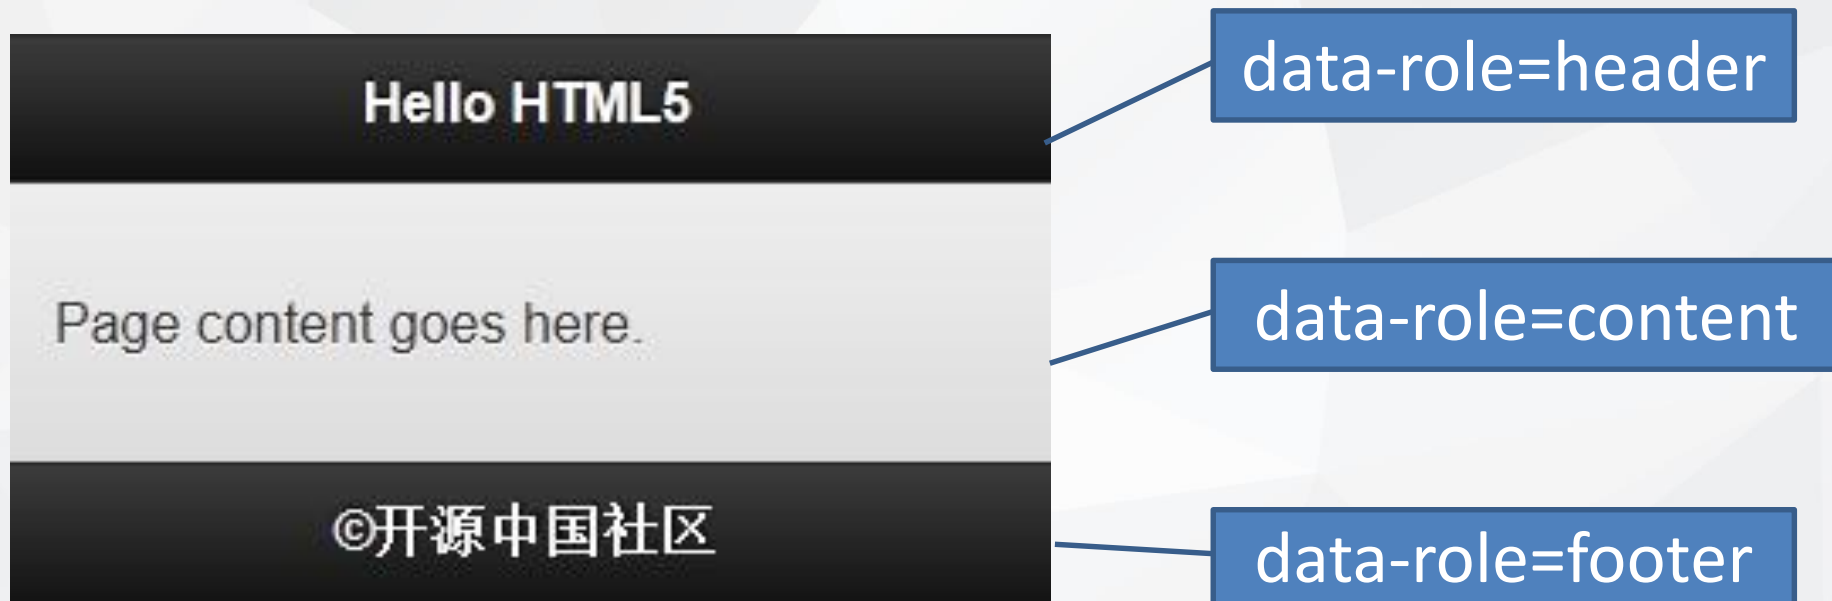 Hello HTML5
data-role=header
Page content goes here.
data-role=content
©开源中国社区
data-role=footer